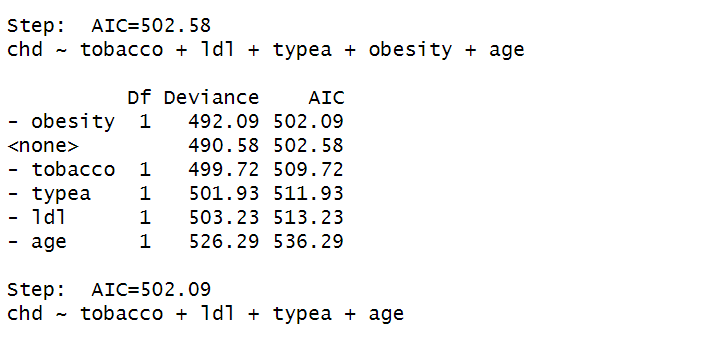 Step:  AIC=502.58
chd ~ tobacco + ldl + typea + obesity + age
          Df Deviance    AIC
- obesity  1   492.09 502.09
<none>         490.58 502.58
- tobacco  1   499.72 509.72
- typea    1   501.93 511.93
- ldl      1   503.23 513.23
- age      1   526.29 536.29
Step:  AIC=502.09
chd ~ tobacco + ldl + typea + age